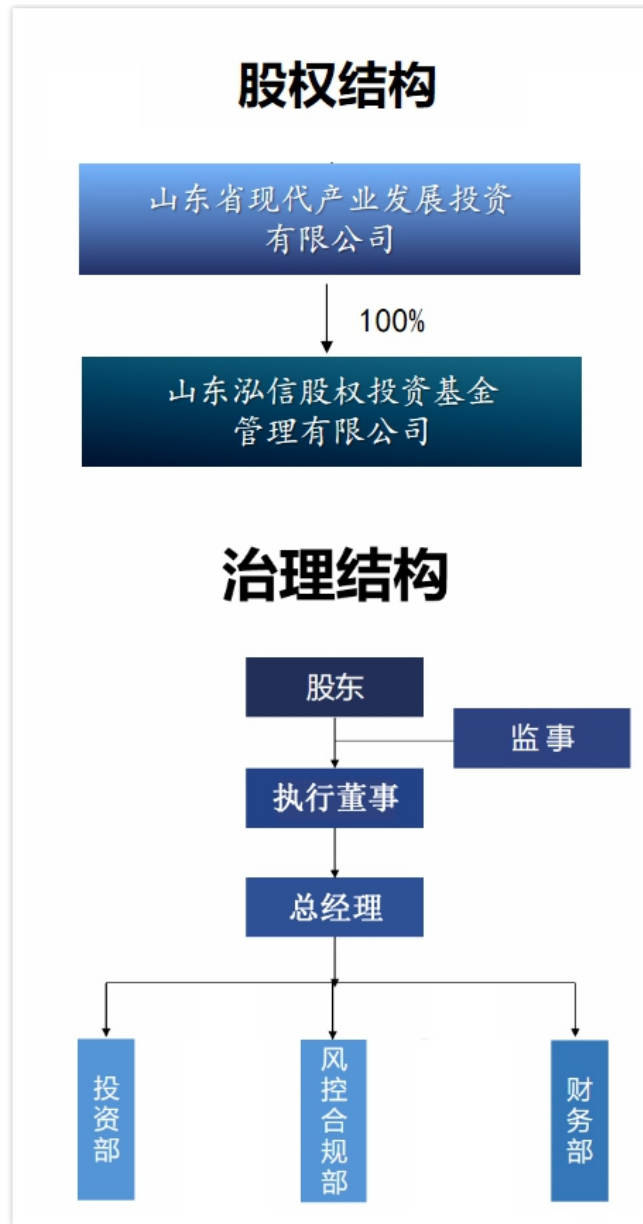 股权结构
山东省现代产业发展投资
有限公司
100%
山东泓信股权投资基金
管理有限公司
治理结构
股东
监事
执行董事
总经理
投资部
风控合规部
财务部